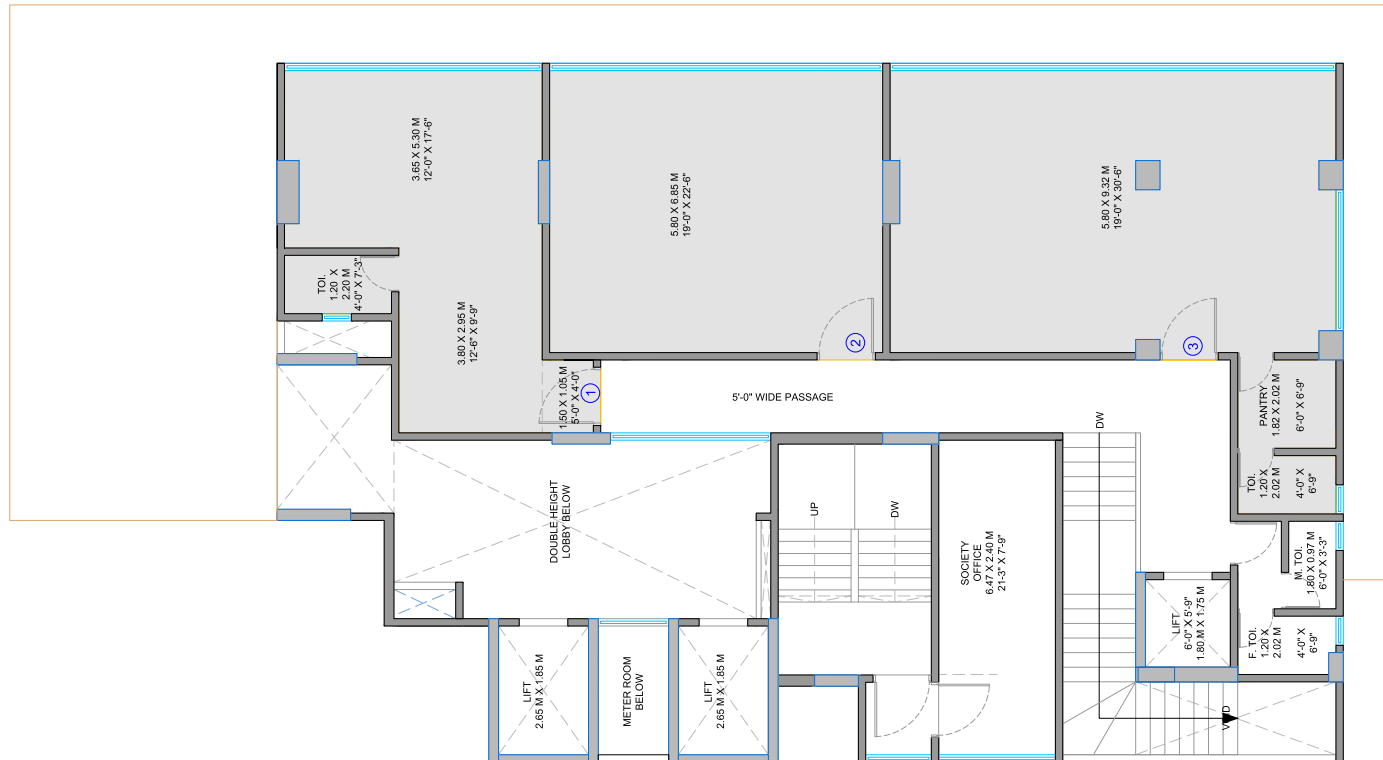 3.65 X 5.30 M
12'-0" X 17'-6"
5.80 X 6.85 M
19'-0" X 22'-6"
5.80 X 9.32 M
19'-0" X 30'-6"
TOI.
1.20 X
2.20 M
4'-0" X 7'-3"
3.80 X 2.95 M
12'-6" X 9'-9"
1.50 X 1.05 M
5'-0" X 4'-0"
1
2
3
5'-0" WIDE PASSAGE
DW
PANTRY
1.82 X 2.02 M
6'-0" X 6'-9"
TOI.
1.20 X
2.02 M
4'-0" X
6'-9"
DOUBLE HEIGHT
LOBBY BELOW
UP
DW
SOCIETY
OFFICE
6.47 X 2.40 M
21'-3" X 7'-9"
M. TOI.
1.80 X 0.97 M
6'-0" X 3'-3"
LIFT
6'-0" X 5'-9"
1.80 M X 1.75 M
F. TOI.
1.20 X
2.02 M
4'-0" X
6'-9"
LIFT
2.65 M X 1.85 M
METER ROOM
BELOW
LIFT
2.65 M X 1.85 M
VOID